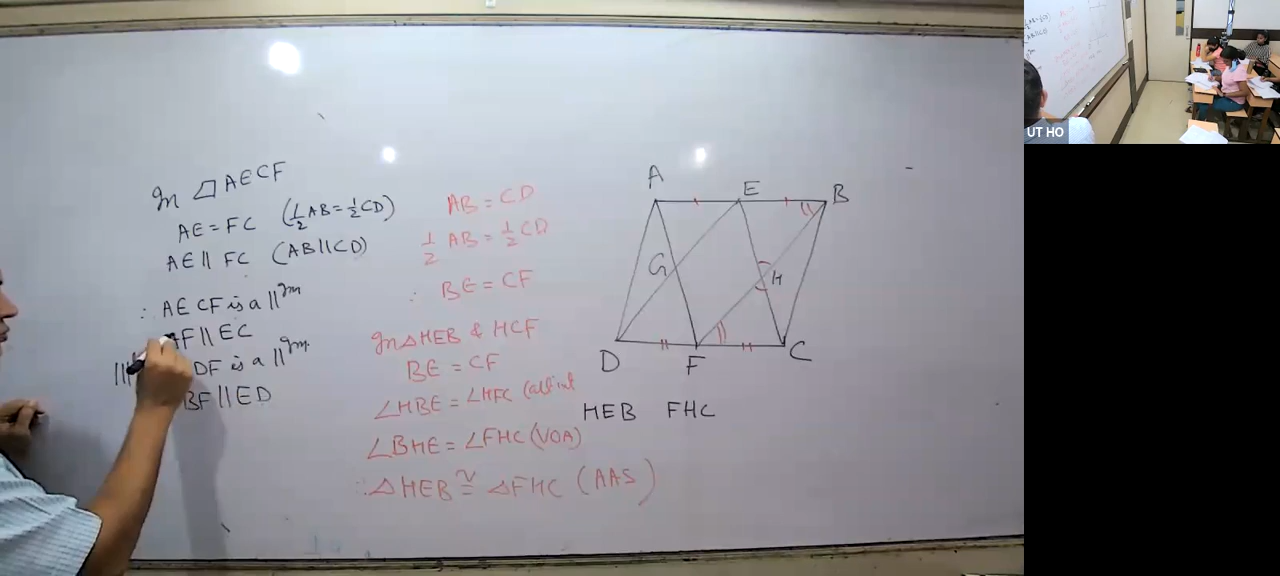 In ▱AECF
AE = FC (½AB = ½CD)
AE || FC (AB || CD)
∴ AECF is a ||gm
AF || EC
DF is a ||gm
BF || ED
AB = CD
½ AB = ½ CD
∴ BE = CF
In △HEB & HCF
BE = CF
∠HBE = ∠HFC (alt int
∠BHE = ∠FHC (VOA)
∴ △HEB ≅ △FHC (AAS)
A E B
G H
D F C
HEB FHC
UT HO